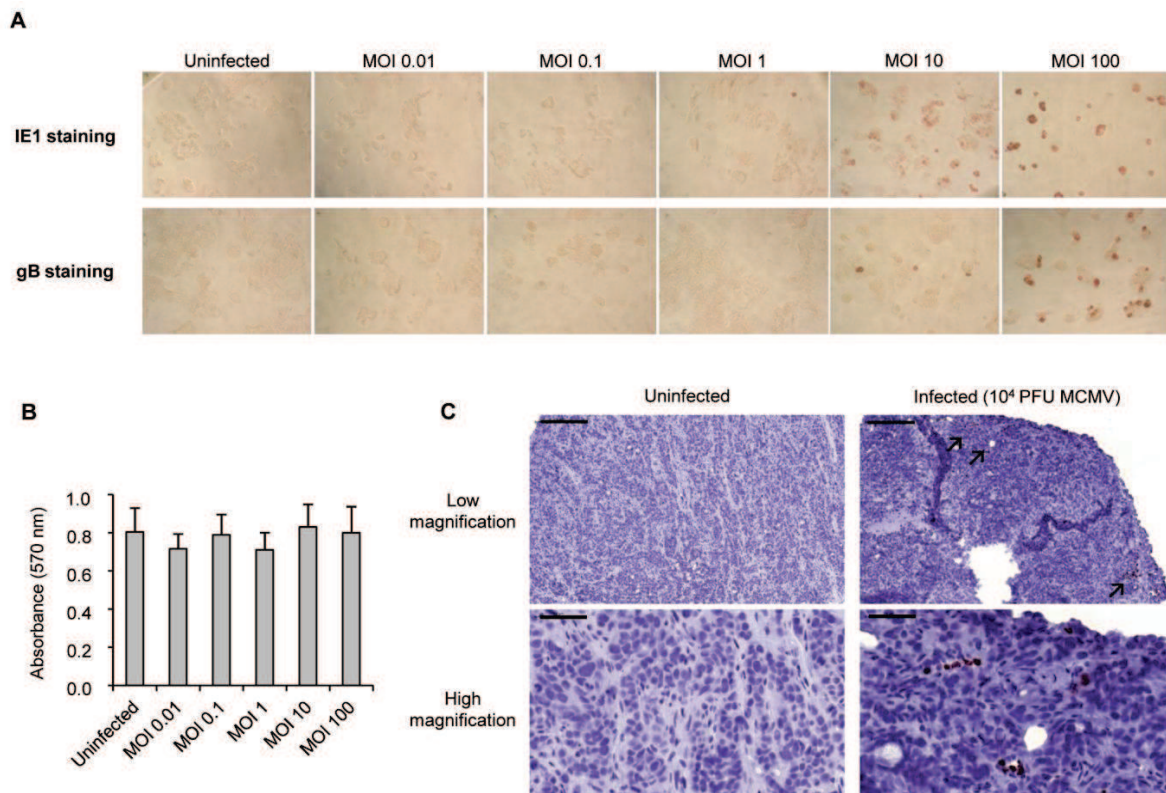 A
Uninfected
MOI 0.01
MOI 0.1
MOI 1
MOI 10
MOI 100
IE1 staining
gB staining
B
Absorbance (570 nm)
1.0
0.8
0.6
0.4
0.2
0.0
Uninfected
MOI 0.01
MOI 0.1
MOI 1
MOI 10
MOI 100
C
Uninfected
Infected (10⁴ PFU MCMV)
Low
magnification
High
magnification